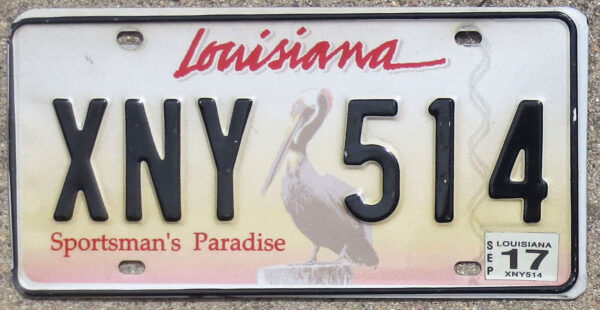 Louisiana
XNY 514
Sportsman's Paradise
SEP
LOUISIANA
17
XNY514